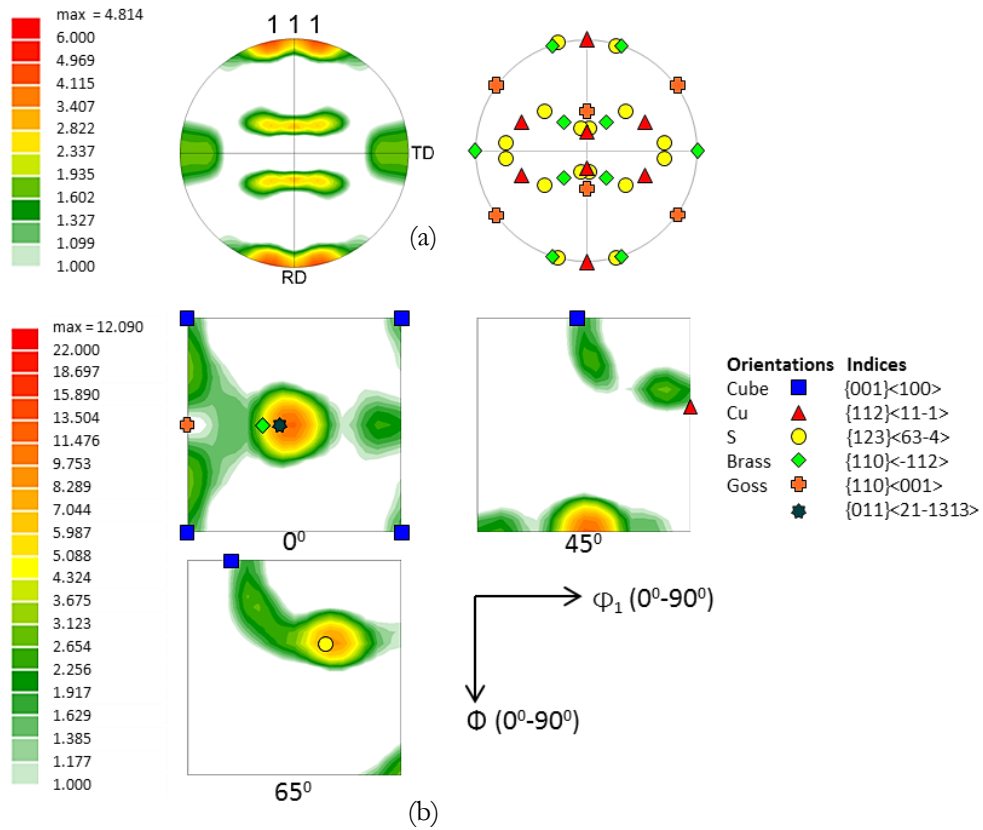 max = 4.814
6.000
4.969
4.115
3.407
2.822
2.337
1.935
1.602
1.327
1.099
1.000
1 1 1
TD
RD
(a)
max = 12.090
22.000
18.697
15.890
13.504
11.476
9.753
8.289
7.044
5.987
5.088
4.324
3.675
3.123
2.654
2.256
1.917
1.629
1.385
1.177
1.000
0⁰
45⁰
65⁰
Orientations Indices
Cube {001}<100>
Cu {112}<11-1>
S {123}<63-4>
Brass {110}<-112>
Goss {110}<001>
{011}<21-1313>
φ₁ (0⁰-90⁰)
Φ (0⁰-90⁰)
(b)